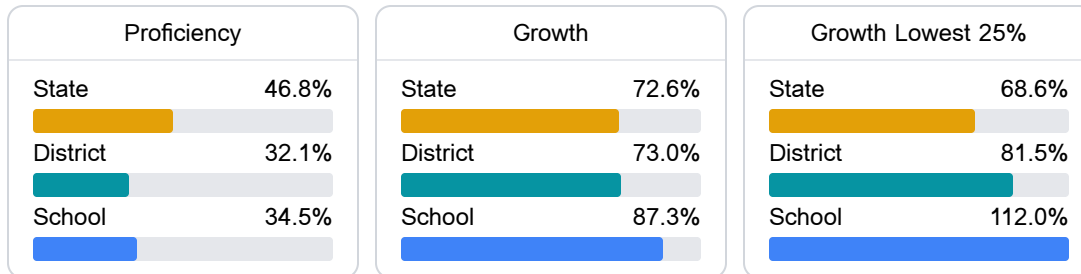 Proficiency
State 46.8%
District 32.1%
School 34.5%
Growth
State 72.6%
District 73.0%
School 87.3%
Growth Lowest 25%
State 68.6%
District 81.5%
School 112.0%